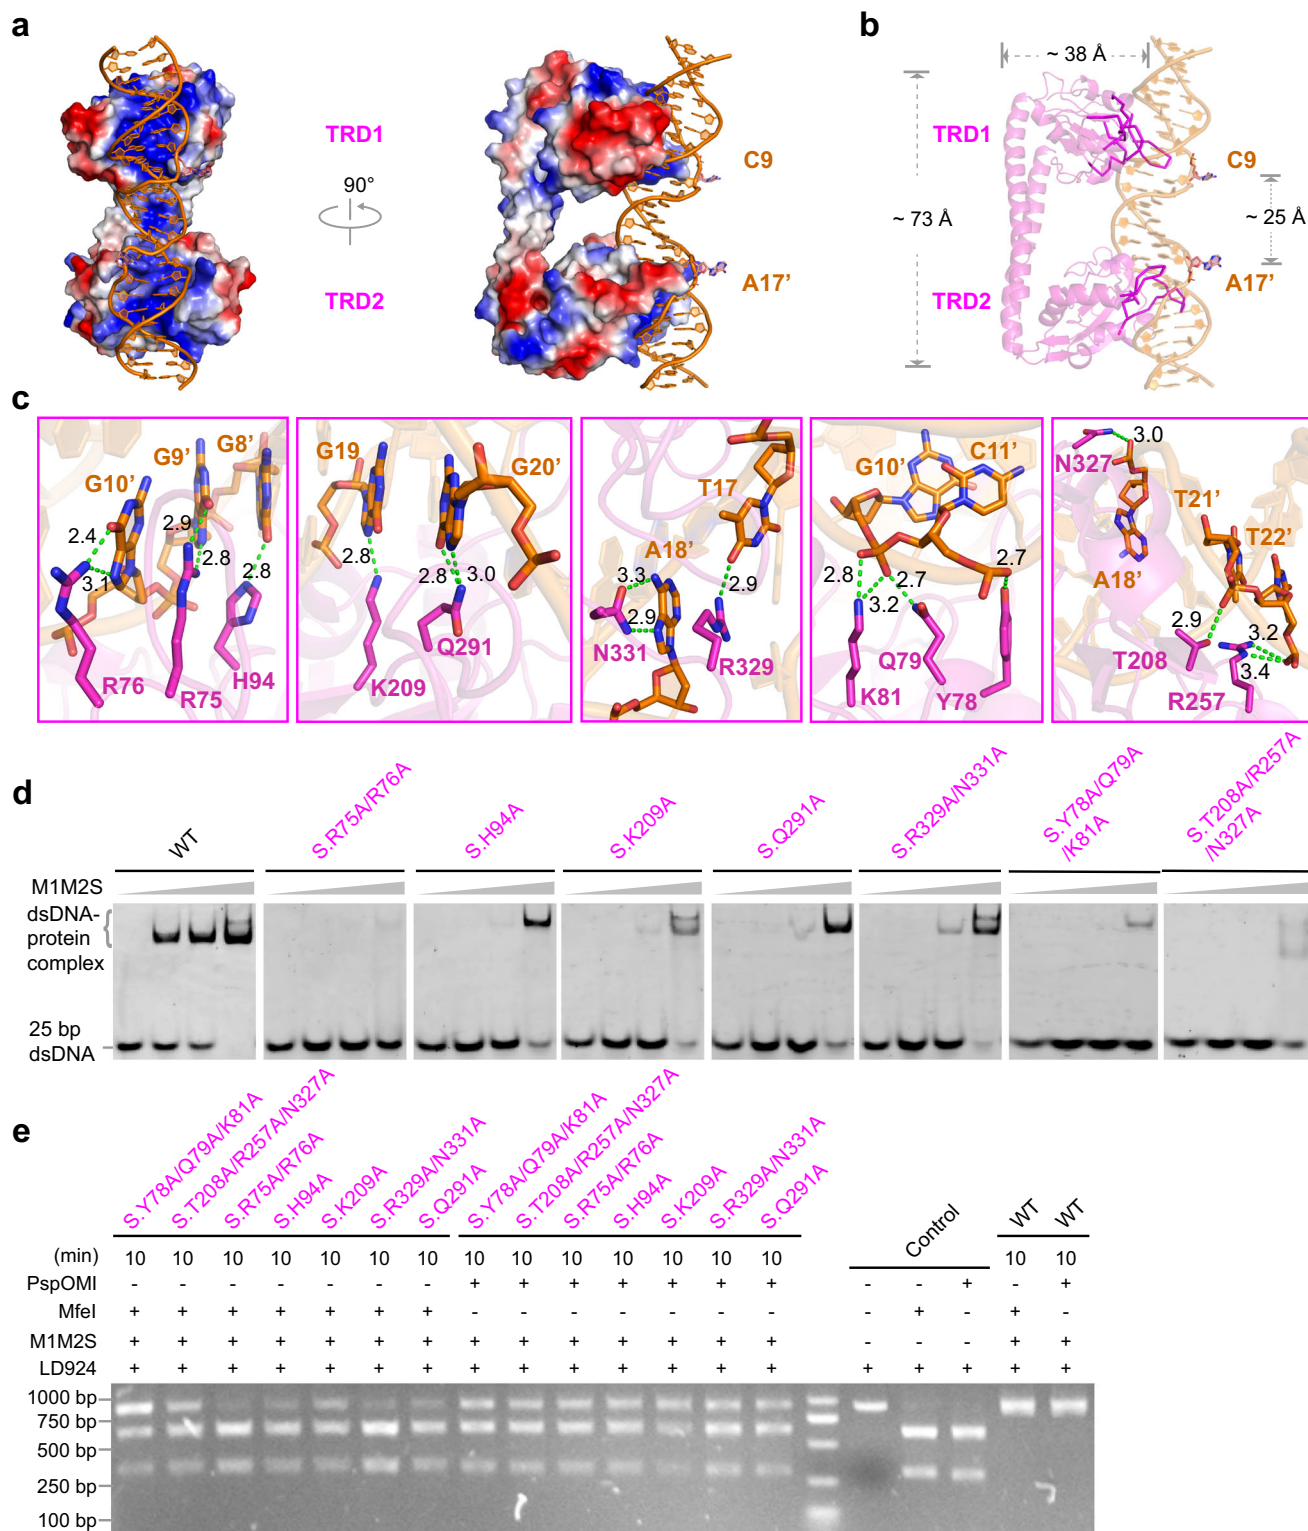 a
b
TRD1
90°
TRD2
C9
A17’
~ 38 Å
TRD1
C9
~ 73 Å
~ 25 Å
TRD2
A17’
c
G10’ G9’ G8’
2.4 2.9 2.8 2.8 3.1
R76 R75 H94
G19 G20’
2.8 2.8 3.0
K209 Q291
T17
A18’
3.3 2.9 2.9
N331 R329
G10’ C11’
2.8 2.7 2.7 3.2
K81 Q79 Y78
3.0
N327
T21’
T22’
A18’
2.9 3.2 3.4
T208
R257
d
WT
S.R75A/R76A
S.H94A
S.K209A
S.Q291A
S.R329A/N331A
S.Y78A/Q79A
/K81A
S.T208A/R257A
/N327A
M1M2S
dsDNA-
protein
complex
25 bp
dsDNA
e
S.Y78A/Q79A/K81A
S.T208A/R257A/N327A
S.R75A/R76A
S.H94A
S.K209A
S.R329A/N331A
S.Q291A
S.Y78A/Q79A/K81A
S.T208A/R257A/N327A
S.R75A/R76A
S.H94A
S.K209A
S.R329A/N331A
S.Q291A
Control
WT
WT
(min) 10 10 10 10 10 10 10 10 10 10 10 10 10 10 10 10
PspOMI - - - - - - - + + + + + + + - - + - +
MfeI + + + + + + + - - - - - - - - + - + -
M1M2S + + + + + + + + + + + + + + - - - + +
LD924 + + + + + + + + + + + + + + + + + + +
1000 bp
750 bp
500 bp
250 bp
100 bp